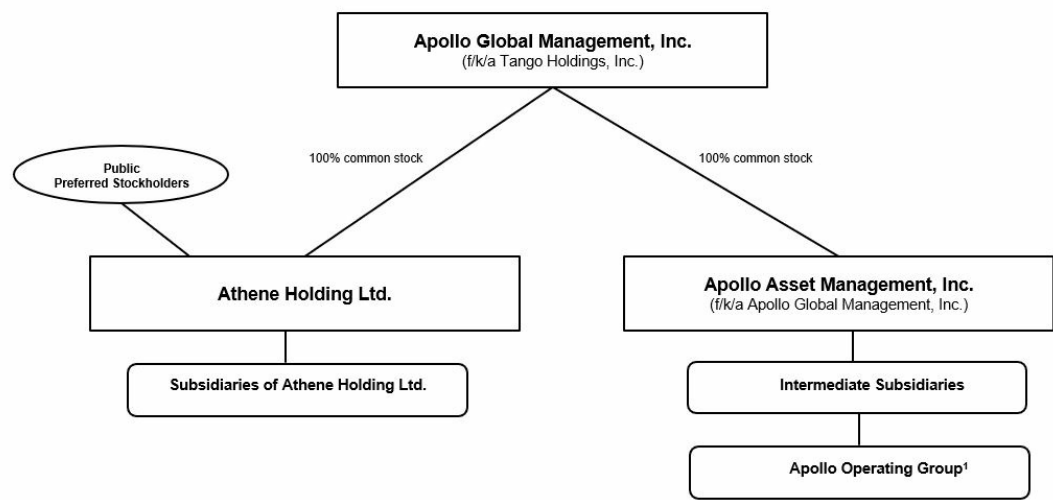 Apollo Global Management, Inc.
(f/k/a Tango Holdings, Inc.)
100% common stock
100% common stock
Public
Preferred Stockholders
Athene Holding Ltd.
Apollo Asset Management, Inc.
(f/k/a Apollo Global Management, Inc.)
Subsidiaries of Athene Holding Ltd.
Intermediate Subsidiaries
Apollo Operating Group¹